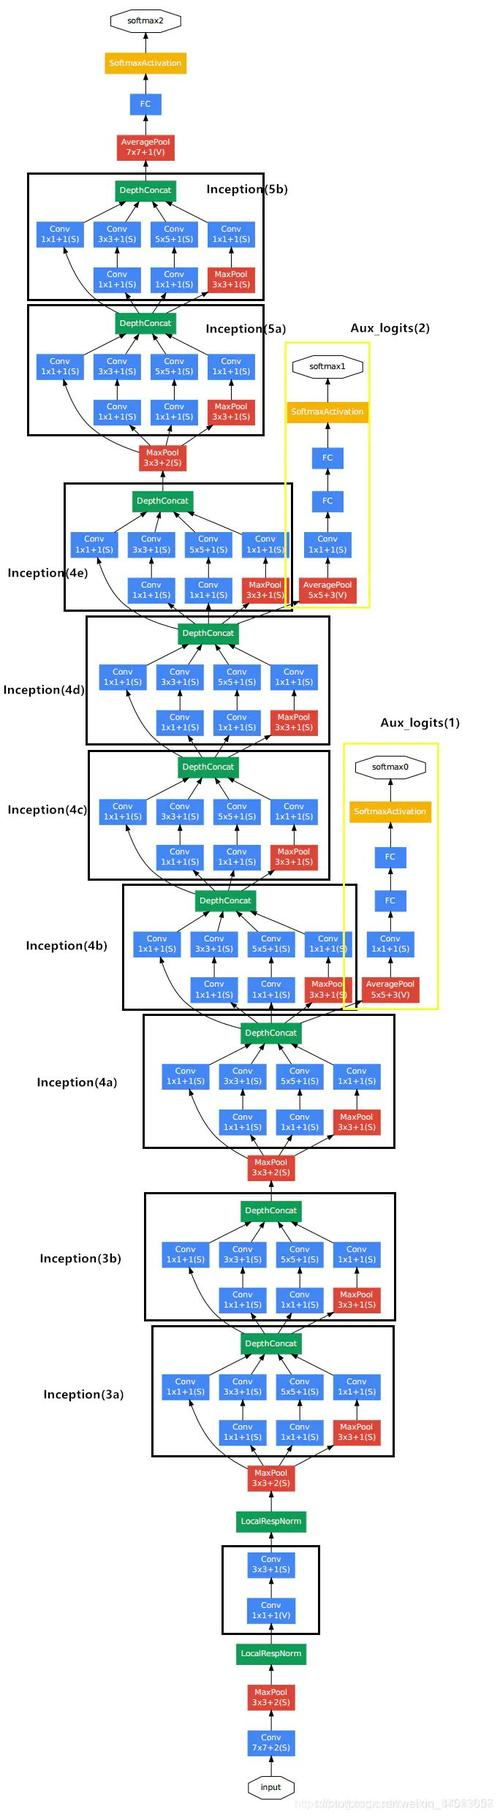 softmax2
SoftmaxActivation
FC
AveragePool
7x7+1(V)
DepthConcat
Inception(5b)
Conv
1x1+1(S)
Conv
3x3+1(S)
Conv
5x5+1(S)
Conv
1x1+1(S)
Conv
1x1+1(S)
Conv
1x1+1(S)
MaxPool
3x3+1(S)
DepthConcat
Inception(5a)
Aux_logits(2)
Conv
1x1+1(S)
Conv
3x3+1(S)
Conv
5x5+1(S)
Conv
1x1+1(S)
softmax1
Conv
1x1+1(S)
Conv
1x1+1(S)
MaxPool
3x3+1(S)
SoftmaxActivation
MaxPool
3x3+2(S)
FC
DepthConcat
FC
Conv
1x1+1(S)
Conv
3x3+1(S)
Conv
5x5+1(S)
Conv
1x1+1(S)
Conv
1x1+1(S)
Inception(4e)
Conv
1x1+1(S)
Conv
1x1+1(S)
MaxPool
3x3+1(S)
AveragePool
5x5+3(V)
DepthConcat
Inception(4d)
Conv
1x1+1(S)
Conv
3x3+1(S)
Conv
5x5+1(S)
Conv
1x1+1(S)
Conv
1x1+1(S)
Conv
1x1+1(S)
MaxPool
3x3+1(S)
Aux_logits(1)
DepthConcat
softmax0
Inception(4c)
Conv
1x1+1(S)
Conv
3x3+1(S)
Conv
5x5+1(S)
Conv
1x1+1(S)
SoftmaxActivation
Conv
1x1+1(S)
Conv
1x1+1(S)
MaxPool
3x3+1(S)
FC
DepthConcat
FC
Inception(4b)
Conv
1x1+1(S)
Conv
3x3+1(S)
Conv
5x5+1(S)
Conv
1x1+1(S)
Conv
1x1+1(S)
Conv
1x1+1(S)
Conv
1x1+1(S)
MaxPool
3x3+1(S)
AveragePool
5x5+3(V)
DepthConcat
Inception(4a)
Conv
1x1+1(S)
Conv
3x3+1(S)
Conv
5x5+1(S)
Conv
1x1+1(S)
Conv
1x1+1(S)
Conv
1x1+1(S)
MaxPool
3x3+1(S)
MaxPool
3x3+2(S)
DepthConcat
Inception(3b)
Conv
1x1+1(S)
Conv
3x3+1(S)
Conv
5x5+1(S)
Conv
1x1+1(S)
Conv
1x1+1(S)
Conv
1x1+1(S)
MaxPool
3x3+1(S)
DepthConcat
Inception(3a)
Conv
1x1+1(S)
Conv
3x3+1(S)
Conv
5x5+1(S)
Conv
1x1+1(S)
Conv
1x1+1(S)
Conv
1x1+1(S)
MaxPool
3x3+1(S)
MaxPool
3x3+2(S)
LocalRespNorm
Conv
3x3+1(S)
Conv
1x1+1(V)
LocalRespNorm
MaxPool
3x3+2(S)
Conv
7x7+2(S)
input